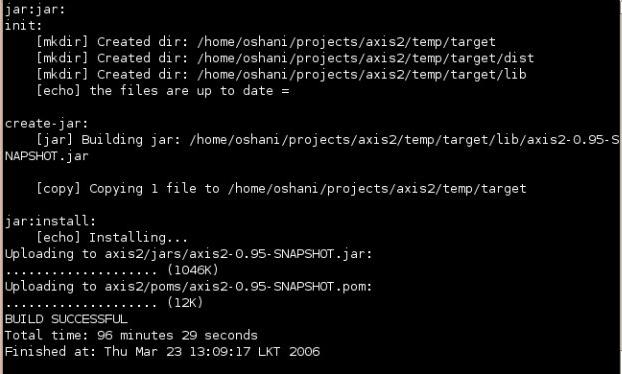 jar:jar:
init:
[mkdir] Created dir: /home/oshani/projects/axis2/temp/target
[mkdir] Created dir: /home/oshani/projects/axis2/temp/target/dist
[mkdir] Created dir: /home/oshani/projects/axis2/temp/target/lib
[echo] the files are up to date =
create-jar:
[jar] Building jar: /home/oshani/projects/axis2/temp/target/lib/axis2-0.95-S
NAPSHOT.jar
[copy] Copying 1 file to /home/oshani/projects/axis2/temp/target
jar:install:
[echo] Installing...
Uploading to axis2/jars/axis2-0.95-SNAPSHOT.jar:
.................... (1046K)
Uploading to axis2/poms/axis2-0.95-SNAPSHOT.pom:
.................... (12K)
BUILD SUCCESSFUL
Total time: 96 minutes 29 seconds
Finished at: Thu Mar 23 13:09:17 LKT 2006